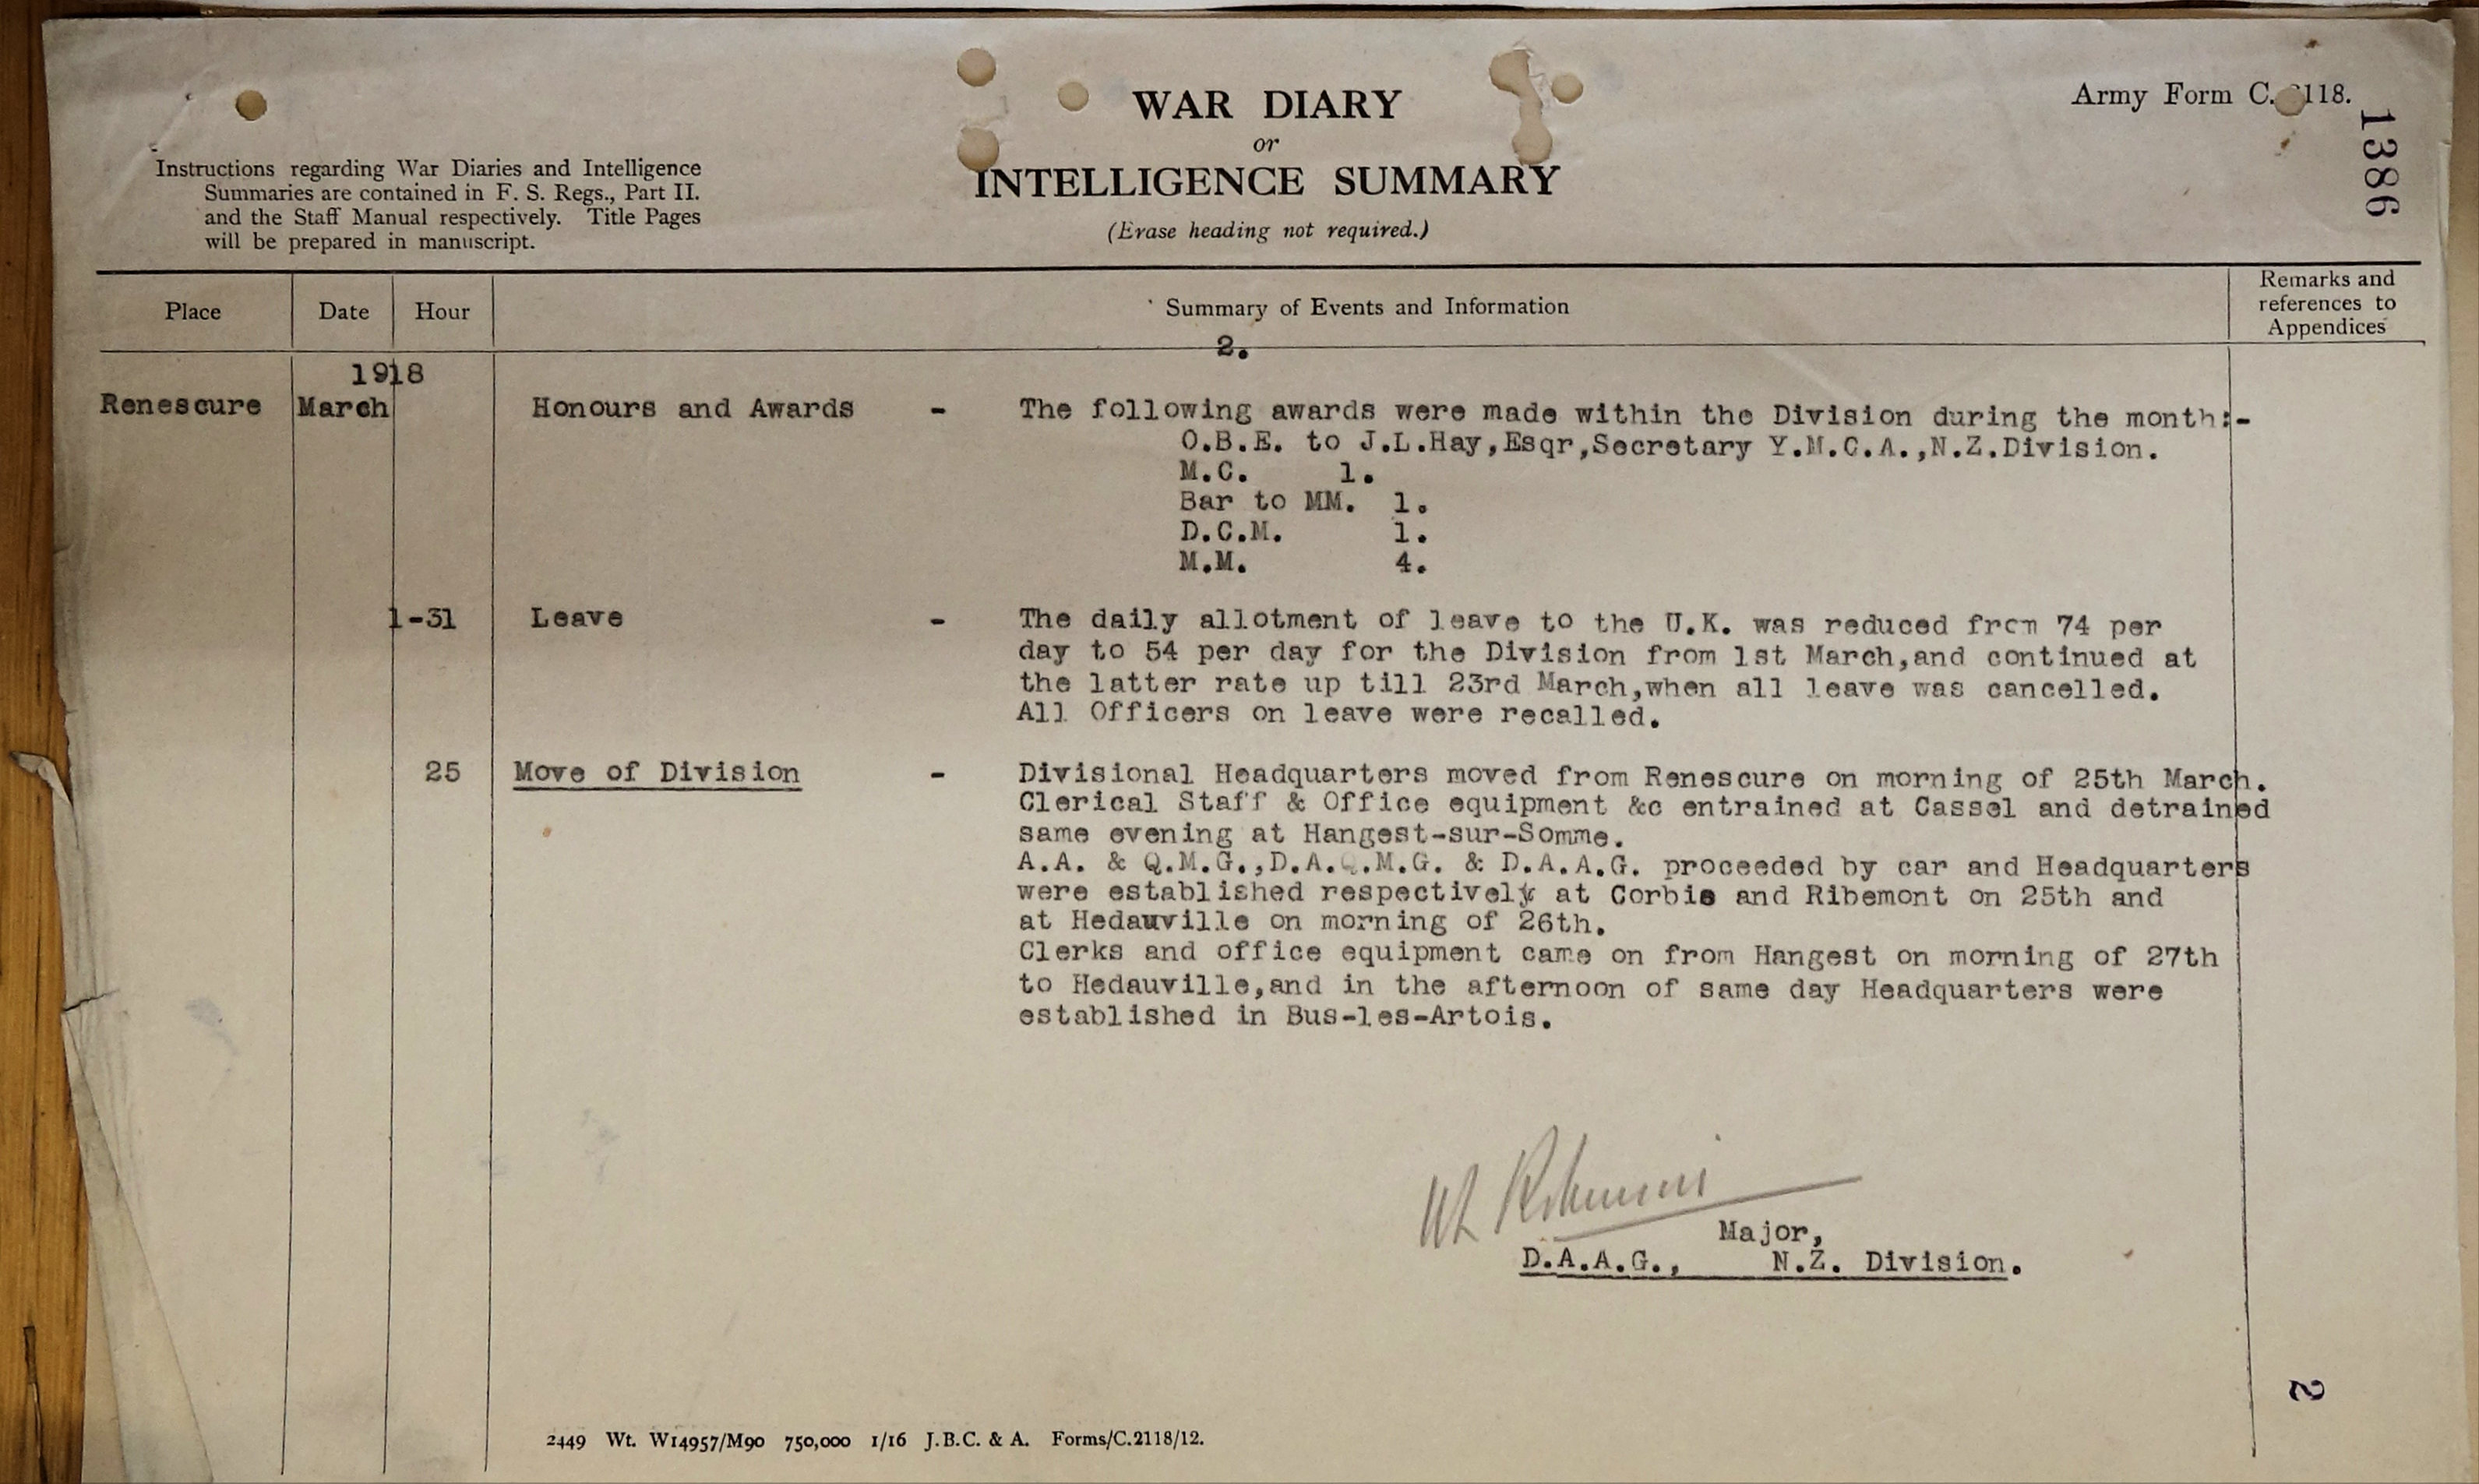 WAR DIARY
or
INTELLIGENCE SUMMARY
(Erase heading not required.)
Army Form C. 2118.
1386
Instructions regarding War Diaries and Intelligence
Summaries are contained in F. S. Regs., Part II.
and the Staff Manual respectively. Title Pages
will be prepared in manuscript.
Place Date Hour Summary of Events and Information Remarks and references to Appendices
2.
1918
Renescure March Honours and Awards - The following awards were made within the Division during the month:-
O.B.E. to J.L.Hay,Esqr,Secretary Y.M.C.A.,N.Z.Division.
M.C. 1.
Bar to MM. 1.
D.C.M. 1.
M.M. 4.
1-31 Leave - The daily allotment of leave to the U.K. was reduced from 74 per
day to 54 per day for the Division from 1st March,and continued at
the latter rate up till 23rd March,when all leave was cancelled.
All Officers on leave were recalled.
25 Move of Division - Divisional Headquarters moved from Renescure on morning of 25th March.
Clerical Staff & Office equipment &c entrained at Cassel and detrained
same evening at Hangest-sur-Somme.
A.A. & Q.M.G.,D.A.Q.M.G. & D.A.A.G. proceeded by car and Headquarters
were established respectively at Corbie and Ribemont on 25th and
at Hedauville on morning of 26th.
Clerks and office equipment came on from Hangest on morning of 27th
to Hedauville,and in the afternoon of same day Headquarters were
established in Bus-les-Artois.
Major,
D.A.A.G., N.Z. Division.
2
2449 Wt. W14957/M90 750,000 1/16 J.B.C. & A. Forms/C.2118/12.